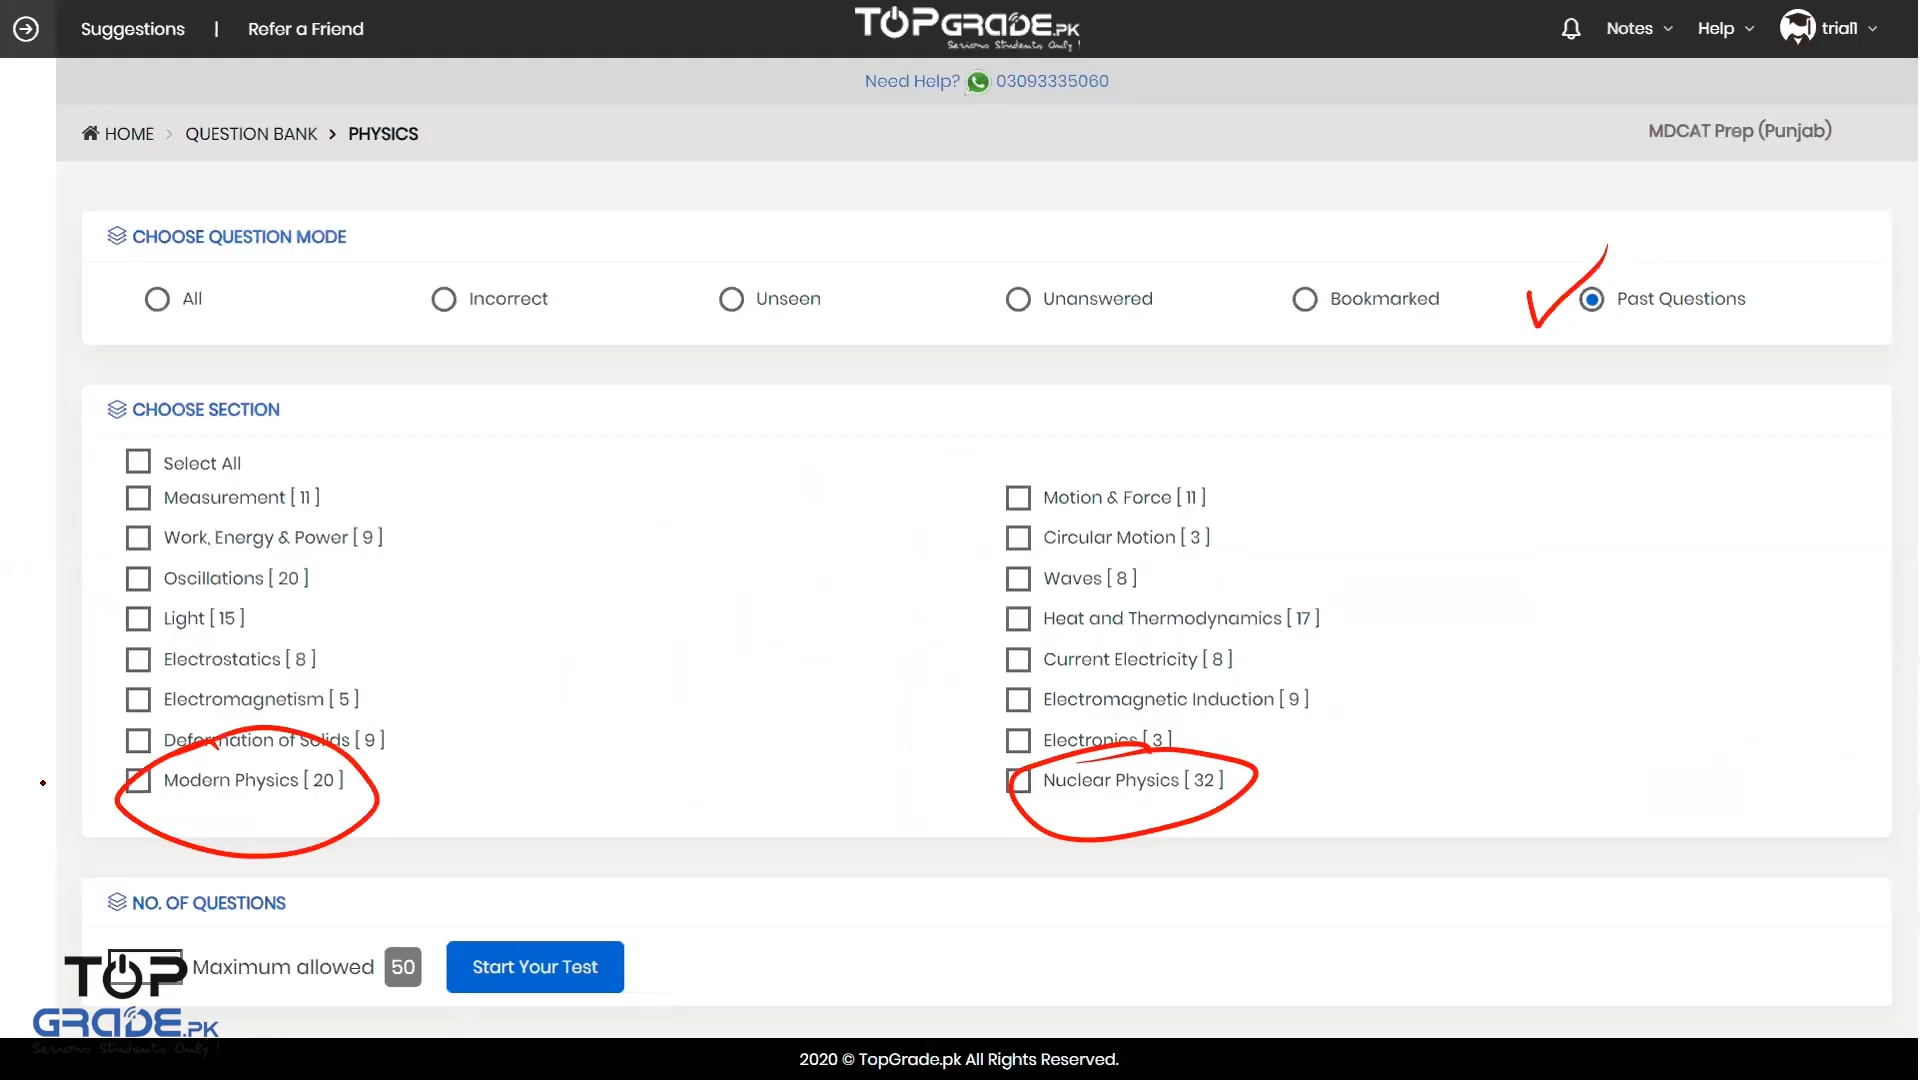 Suggestions | Refer a Friend
TOPGRADE.PK
Serious Students Only !
Notes Help trial1
Need Help? 03093335060
HOME > QUESTION BANK > PHYSICS
MDCAT Prep (Punjab)
CHOOSE QUESTION MODE
All Incorrect Unseen Unanswered Bookmarked Past Questions
CHOOSE SECTION
Select All
Measurement [ 11 ] Motion & Force [ 11 ]
Work, Energy & Power [ 9 ] Circular Motion [ 3 ]
Oscillations [ 20 ] Waves [ 8 ]
Light [ 15 ] Heat and Thermodynamics [ 17 ]
Electrostatics [ 8 ] Current Electricity [ 8 ]
Electromagnetism [ 5 ] Electromagnetic Induction [ 9 ]
Deformation of Solids [ 9 ] Electronics [ 3 ]
Modern Physics [ 20 ] Nuclear Physics [ 32 ]
NO. OF QUESTIONS
Maximum allowed 50 Start Your Test
TOP
GRADE.PK
Serious Students Only !
2020 © TopGrade.pk All Rights Reserved.